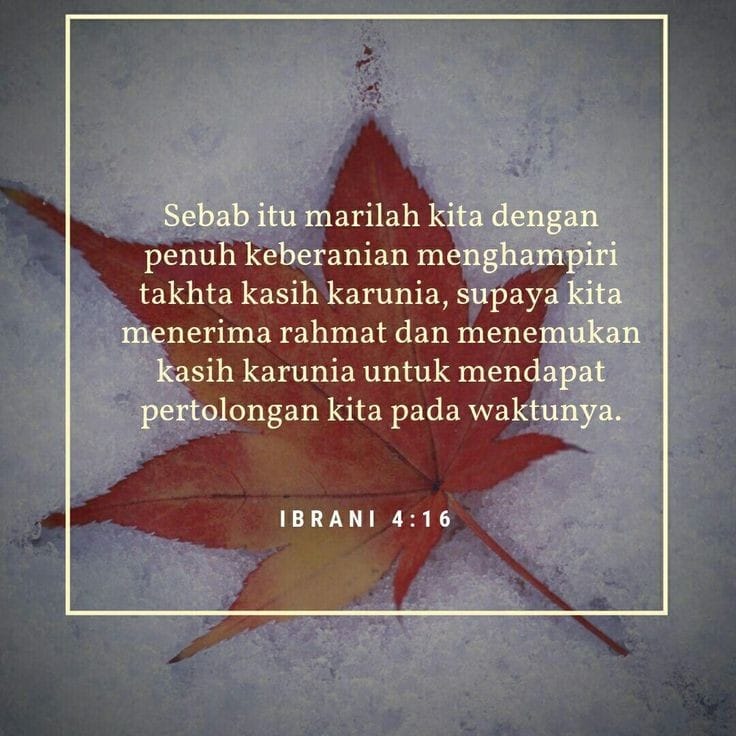 Sebab itu marilah kita dengan
penuh keberanian menghampiri
takhta kasih karunia, supaya kita
menerima rahmat dan menemukan
kasih karunia untuk mendapat
pertolongan kita pada waktunya.
IBRANI 4:16